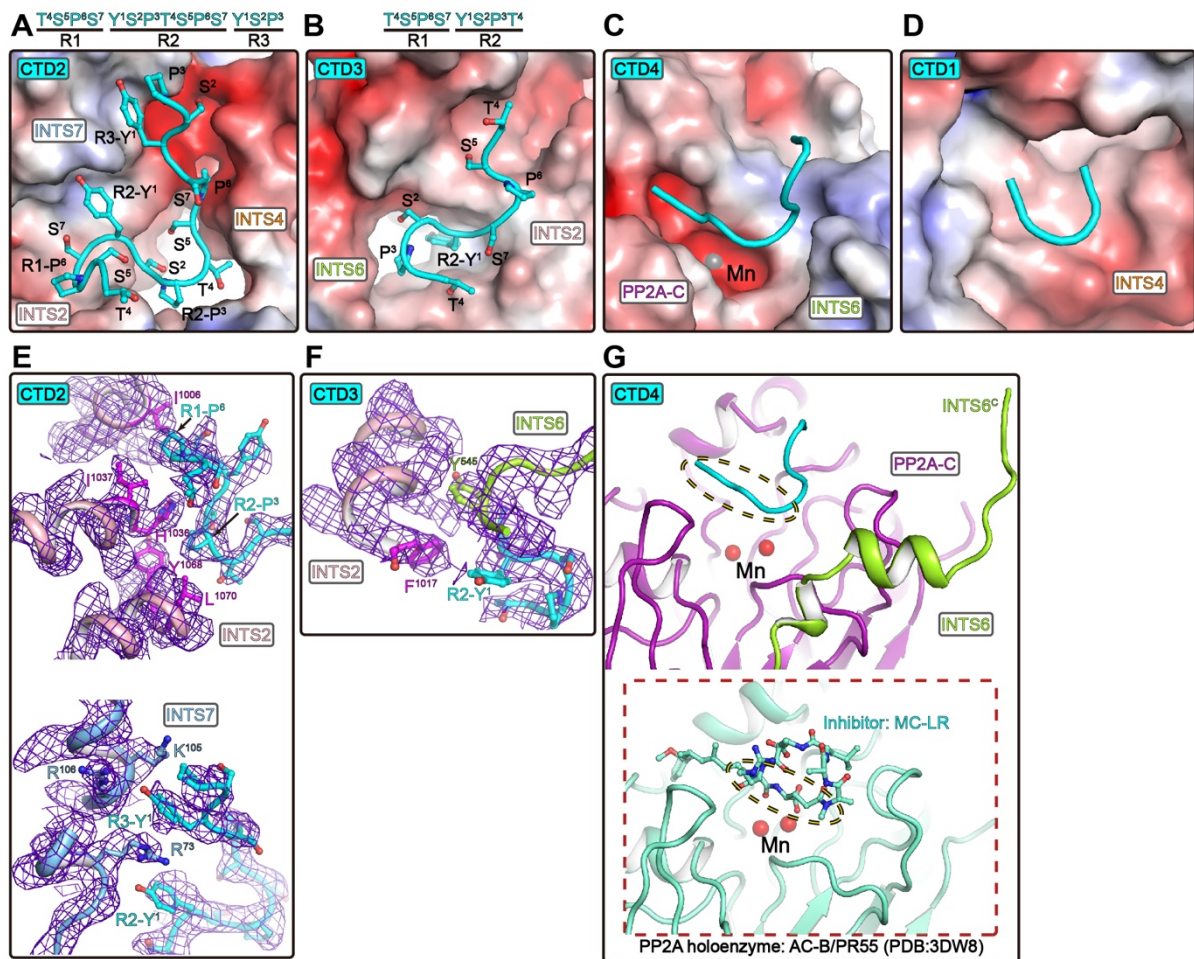 A
T⁴S⁵P⁶S⁷ Y¹S²P³T⁴S⁵P⁶S⁷ Y¹S²P³
R1 R2 R3
CTD2
P³
S²
INTS7
R3-Y¹
R2-Y¹
P⁶
S⁷
S⁷
INTS4
S⁵
R1-P⁶
S⁵
S²
T⁴
T⁴
INTS2
R2-P³
B
T⁴S⁵P⁶S⁷ Y¹S²P³T⁴
R1 R2
CTD3
T⁴
S⁵
P⁶
S²
INTS2
P³
R2-Y¹
S⁷
INTS6
T⁴
C
CTD4
Mn
PP2A-C
INTS6
D
CTD1
INTS4
E
CTD2
I¹⁰⁰⁶
R1-P⁶
I¹⁰³⁷
R2-P³
H¹⁰³⁶
Y¹⁰⁶⁸
L¹⁰⁷⁰
INTS2
INTS7
K¹⁰⁵
R¹⁰⁶
R3-Y¹
R⁷³
R2-Y¹
F
CTD3
INTS6
Y⁵⁴⁵
INTS2
F¹⁰¹⁷
R2-Y¹
G
CTD4
INTS6ᶜ
PP2A-C
Mn
INTS6
Inhibitor: MC-LR
Mn
PP2A holoenzyme: AC-B/PR55 (PDB:3DW8)